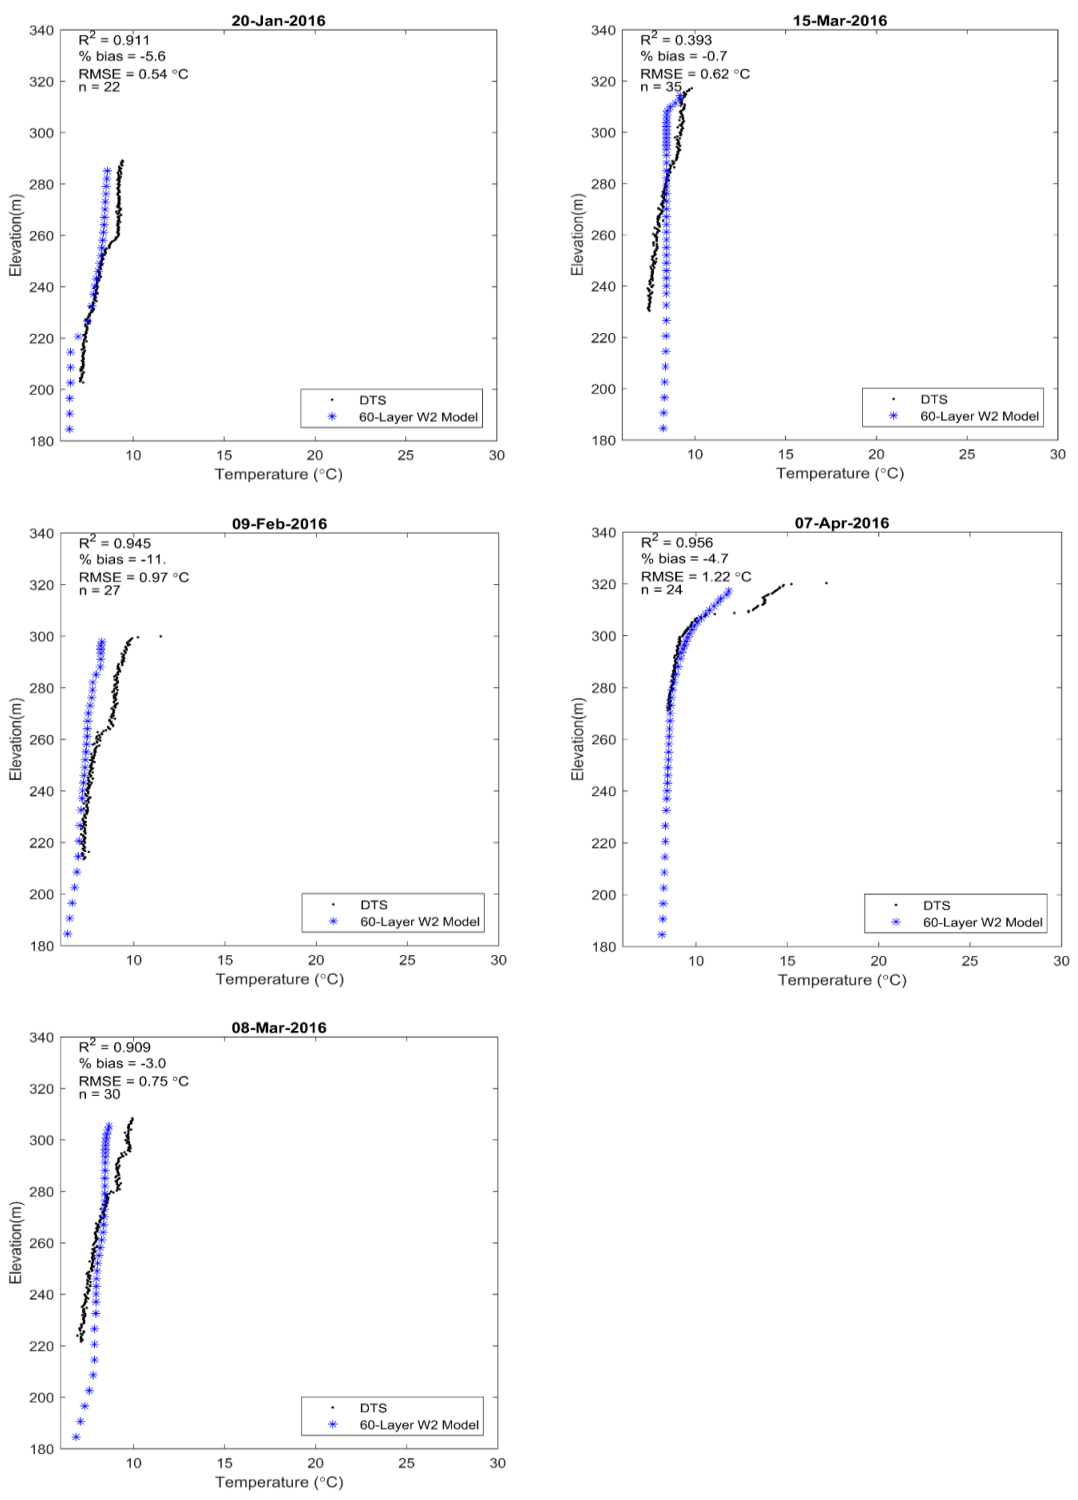 20-Jan-2016
R2 = 0.911
% bias = -5.6
RMSE = 0.54 °C
n = 22
340
320
300
280
260
240
220
200
180
Elevation(m)
DTS
60-Layer W2 Model
10 15 20 25 30
Temperature (°C)
15-Mar-2016
R2 = 0.393
% bias = -0.7
RMSE = 0.62 °C
n = 35
340
320
300
280
260
240
220
200
180
Elevation(m)
DTS
60-Layer W2 Model
10 15 20 25 30
Temperature (°C)
09-Feb-2016
R2 = 0.945
% bias = -11.
RMSE = 0.97 °C
n = 27
340
320
300
280
260
240
220
200
180
Elevation(m)
DTS
60-Layer W2 Model
10 15 20 25 30
Temperature (°C)
07-Apr-2016
R2 = 0.956
% bias = -4.7
RMSE = 1.22 °C
n = 24
340
320
300
280
260
240
220
200
180
Elevation(m)
DTS
60-Layer W2 Model
10 15 20 25 30
Temperature (°C)
08-Mar-2016
R2 = 0.909
% bias = -3.0
RMSE = 0.75 °C
n = 30
340
320
300
280
260
240
220
200
180
Elevation(m)
DTS
60-Layer W2 Model
10 15 20 25 30
Temperature (°C)